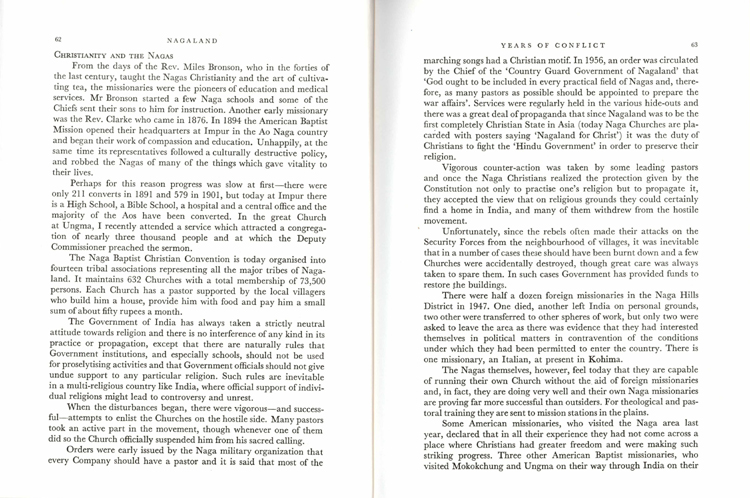 62
NAGALAND
CHRISTIANITY AND THE NAGAS
From the days of the Rev. Miles Bronson, who in the forties of
the last century, taught the Nagas Christianity and the art of cultiva-
ting tea, the missionaries were the pioneers of education and medical
services. Mr Bronson started a few Naga schools and some of the
Chiefs sent their sons to him for instruction. Another early missionary
was the Rev. Clarke who came in 1876. In 1894 the American Baptist
Mission opened their headquarters at Impur in the Ao Naga country
and began their work of compassion and education. Unhappily, at the
same time its representatives followed a culturally destructive policy,
and robbed the Nagas of many of the things which gave vitality to
their lives.
Perhaps for this reason progress was slow at first—there were
only 211 converts in 1891 and 579 in 1901, but today at Impur there
is a High School, a Bible School, a hospital and a central office and the
majority of the Aos have been converted. In the great Church
at Ungma, I recently attended a service which attracted a congrega-
tion of nearly three thousand people and at which the Deputy
Commissioner preached the sermon.
The Naga Baptist Christian Convention is today organised into
fourteen tribal associations representing all the major tribes of Naga-
land. It maintains 632 Churches with a total membership of 73,500
persons. Each Church has a pastor supported by the local villagers
who build him a house, provide him with food and pay him a small
sum of about fifty rupees a month.
The Government of India has always taken a strictly neutral
attitude towards religion and there is no interference of any kind in its
practice or propagation, except that there are naturally rules that
Government institutions, and especially schools, should not be used
for proselytising activities and that Government officials should not give
undue support to any particular religion. Such rules are inevitable
in a multi-religious country like India, where official support of indivi-
dual religions might lead to controversy and unrest.
When the disturbances began, there were vigorous—and success-
ful—attempts to enlist the Churches on the hostile side. Many pastors
took an active part in the movement, though whenever one of them
did so the Church officially suspended him from his sacred calling.
Orders were early issued by the Naga military organization that
every Company should have a pastor and it is said that most of the
YEARS OF CONFLICT
63
marching songs had a Christian motif. In 1956, an order was circulated
by the Chief of the 'Country Guard Government of Nagaland' that
'God ought to be included in every practical field of Nagas and, there-
fore, as many pastors as possible should be appointed to prepare the
war affairs'. Services were regularly held in the various hide-outs and
there was a great deal of propaganda that since Nagaland was to be the
first completely Christian State in Asia (today Naga Churches are pla-
carded with posters saying 'Nagaland for Christ') it was the duty of
Christians to fight the 'Hindu Government' in order to preserve their
religion.
Vigorous counter-action was taken by some leading pastors
and once the Naga Christians realized the protection given by the
Constitution not only to practise one's religion but to propagate it,
they accepted the view that on religious grounds they could certainly
find a home in India, and many of them withdrew from the hostile
movement.
Unfortunately, since the rebels often made their attacks on the
Security Forces from the neighbourhood of villages, it was inevitable
that in a number of cases these should have been burnt down and a few
Churches were accidentally destroyed, though great care was always
taken to spare them. In such cases Government has provided funds to
restore the buildings.
There were half a dozen foreign missionaries in the Naga Hills
District in 1947. One died, another left India on personal grounds,
two other were transferred to other spheres of work, but only two were
asked to leave the area as there was evidence that they had interested
themselves in political matters in contravention of the conditions
under which they had been permitted to enter the country. There is
one missionary, an Italian, at present in Kohima.
The Nagas themselves, however, feel today that they are capable
of running their own Church without the aid of foreign missionaries
and, in fact, they are doing very well and their own Naga missionaries
are proving far more successful than outsiders. For theological and pas-
toral training they are sent to mission stations in the plains.
Some American missionaries, who visited the Naga area last
year, declared that in all their experience they had not come across a
place where Christians had greater freedom and were making such
striking progress. Three other American Baptist missionaries, who
visited Mokokchung and Ungma on their way through India on their